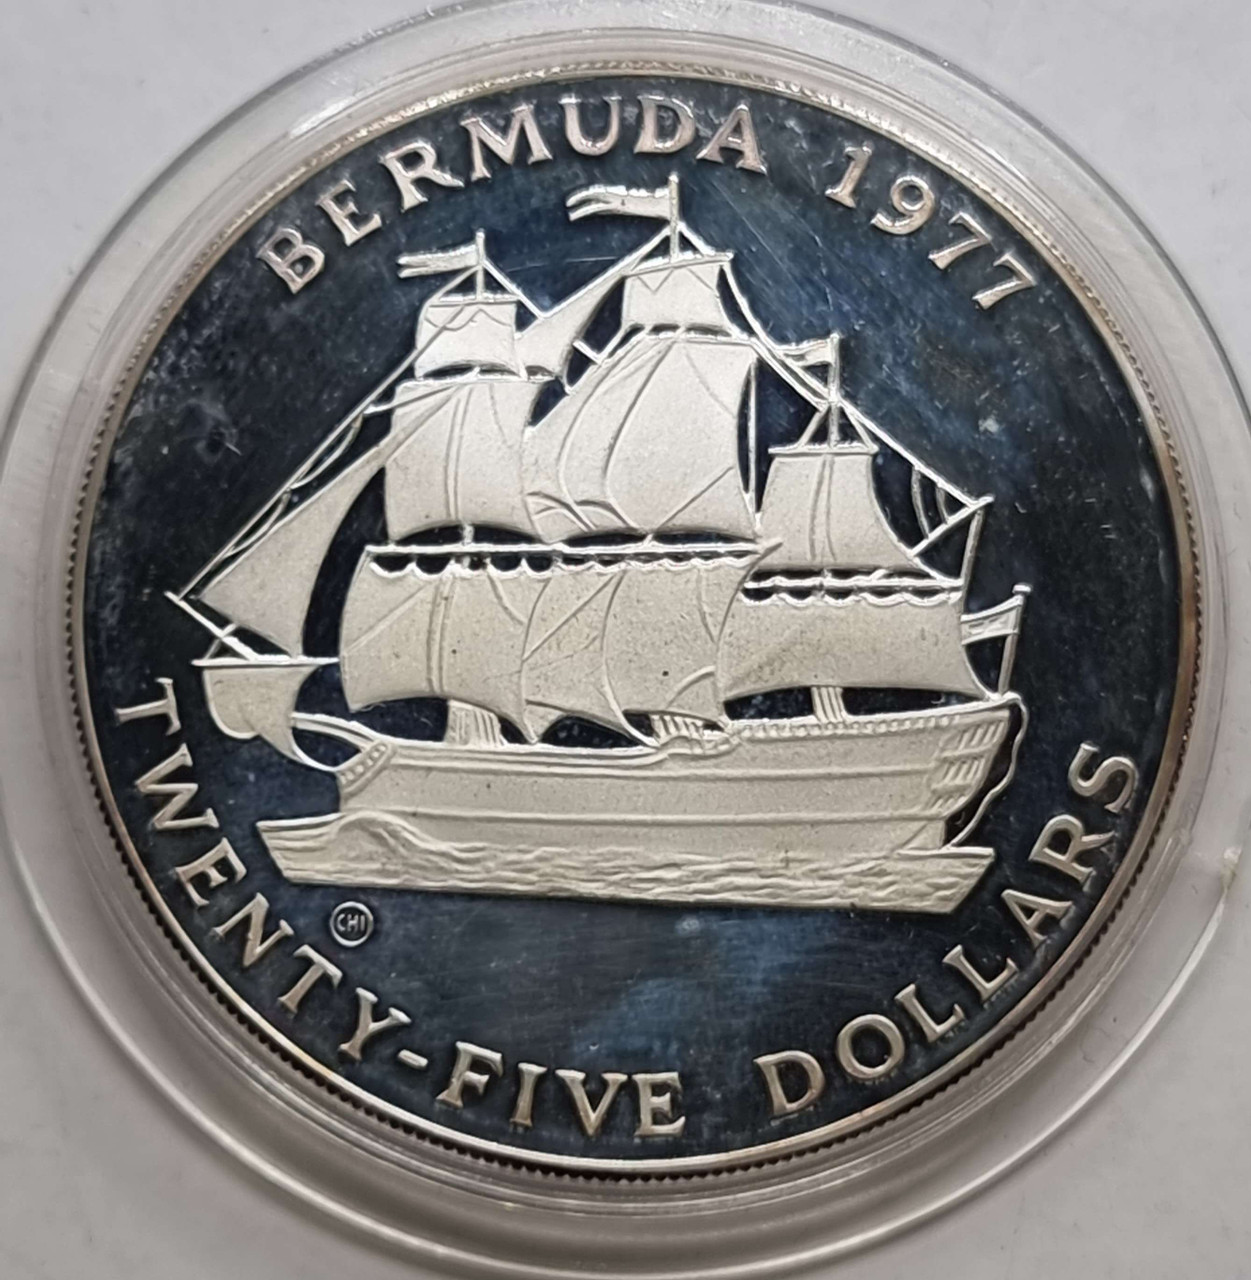 BERMUDA 1977
CHI
TWENTY-FIVE DOLLARS